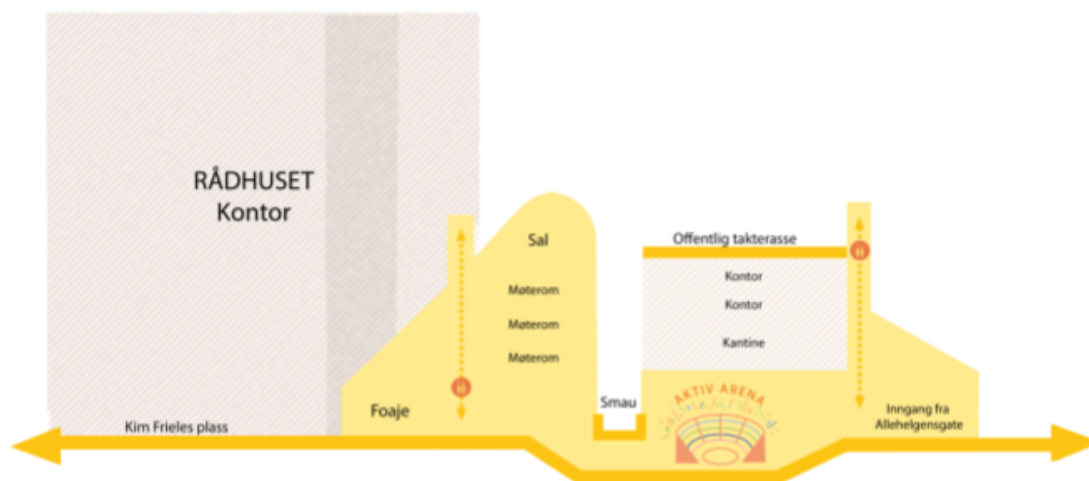 RÅDHUSET
Kontor
Sal
Møterom
Møterom
Møterom
Foaje
Kim Frieles plass
Smau
Offentlig takterasse
Kontor
Kontor
Kantine
AKTIV ARENA
Inngang fra
Allehelgensgate